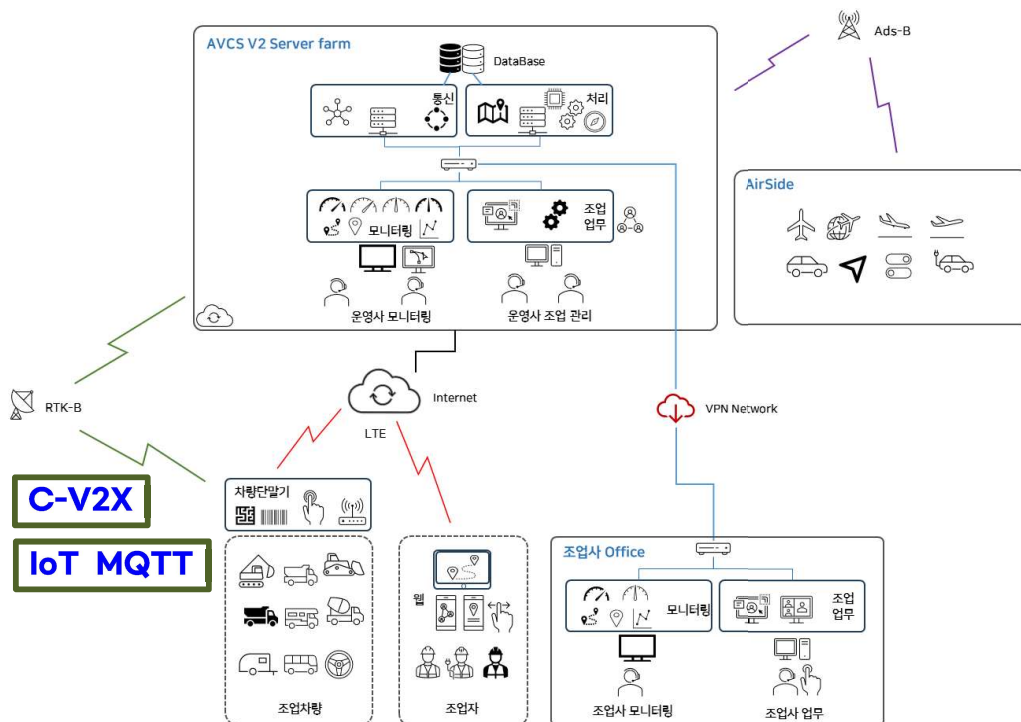 AVCS V2 Server farm
DataBase
통신
처리
모니터링
조업
업무
운영사 모니터링
운영사 조업 관리
Ads-B
AirSide
RTK-B
Internet
LTE
VPN Network
C-V2X
IoT MQTT
차량단말기
조업차량
웹
조업자
조업사 Office
모니터링
조업
업무
조업사 모니터링
조업사 업무